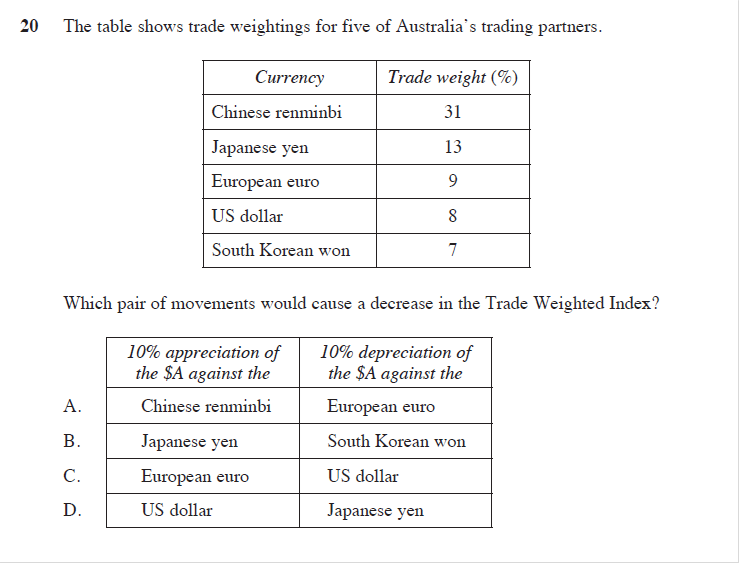 20 The table shows trade weightings for five of Australia's trading partners.
Currency Trade weight (%)
Chinese renminbi 31
Japanese yen 13
European euro 9
US dollar 8
South Korean won 7
Which pair of movements would cause a decrease in the Trade Weighted Index?
10% appreciation of 10% depreciation of
the $A against the the $A against the
A. Chinese renminbi European euro
B. Japanese yen South Korean won
C. European euro US dollar
D. US dollar Japanese yen